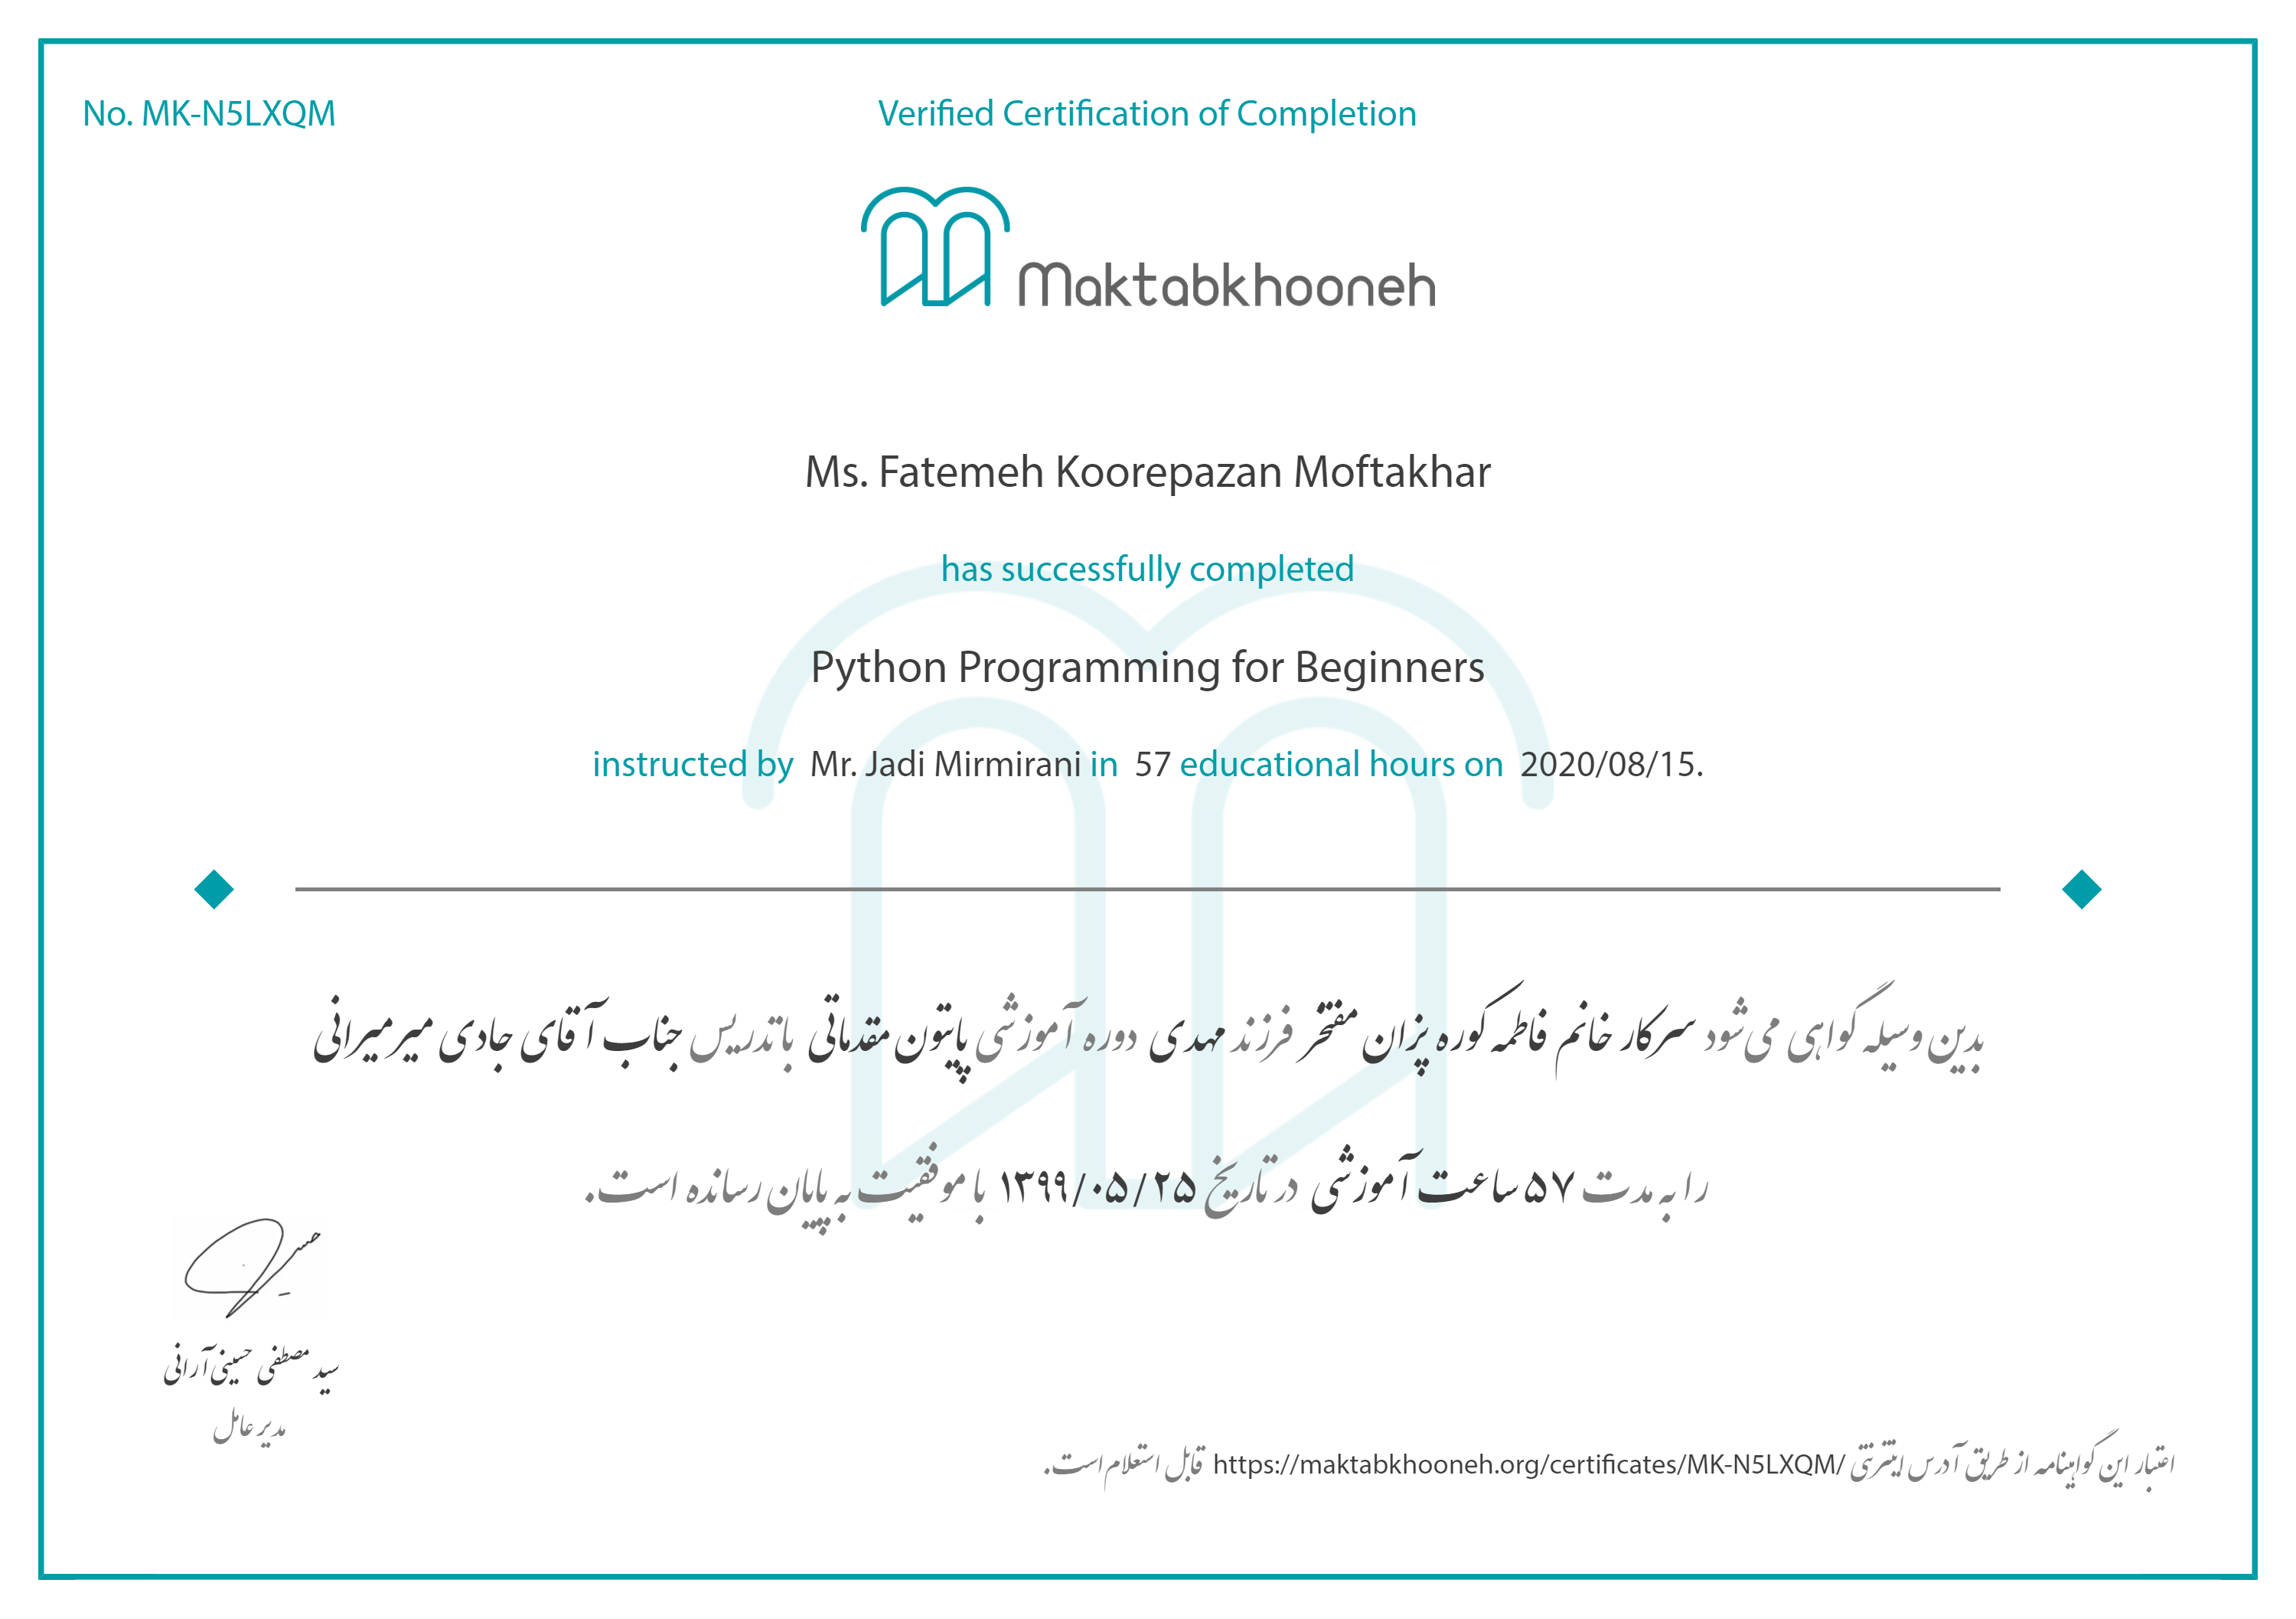 No. MK-N5LXQM
Verified Certification of Completion
Maktabkhooneh
Ms. Fatemeh Koorepazan Moftakhar
has successfully completed
Python Programming for Beginners
instructed by Mr. Jadi Mirmirani in 57 educational hours on 2020/08/15.
بدین وسیله گواهی می‌شود سرکار خانم فاطمه کوره پزان مفتخر فرزند مهدی دوره آموزشی پایتون مقدماتی با تدریس جناب آقای جادی میرمیرانی
را به مدت ۵۷ ساعت آموزشی در تاریخ ۱۳۹۹/۰۵/۲۵ با موفقیت به پایان رسانده است.
سید مصطفی حسینی‌آرانی
مدیر عامل
اعتبار این گواهینامه از طریق آدرس اینترنتی https://maktabkhooneh.org/certificates/MK-N5LXQM/ قابل استعلام است.